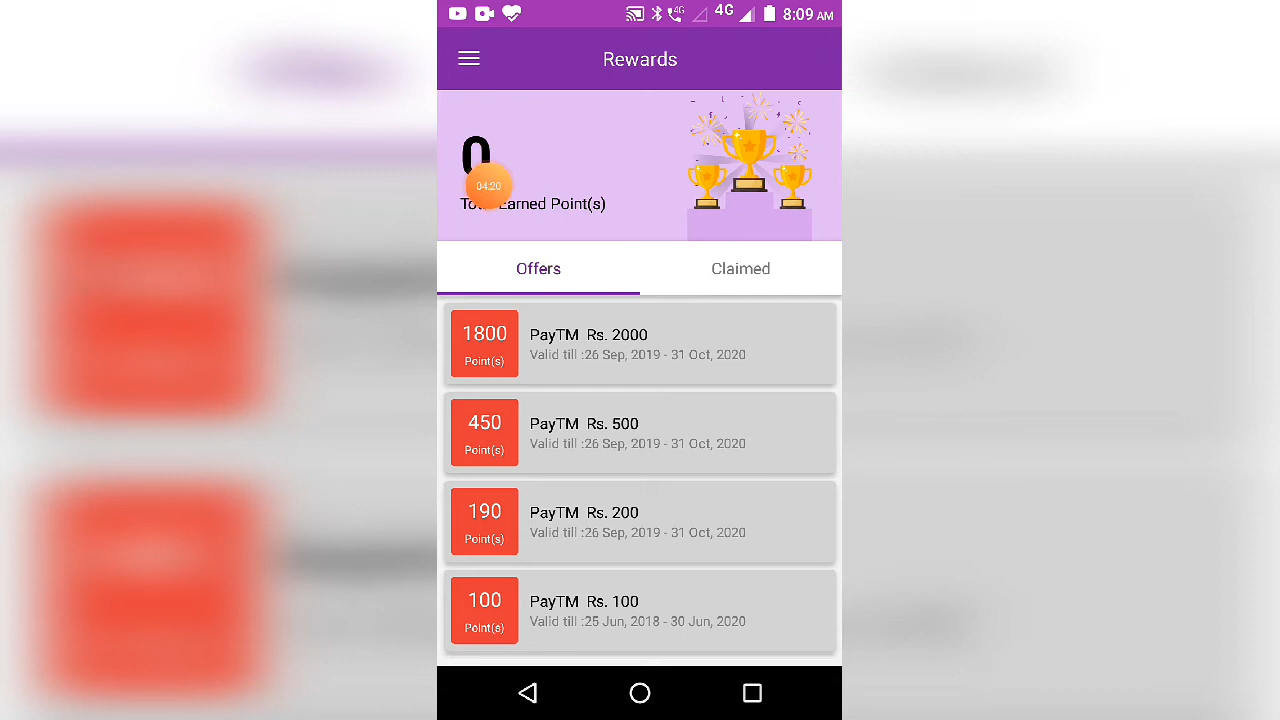 4G 4G 8:09 AM
Rewards
0
04:20
Earned Point(s)
Offers Claimed
1800 Point(s)
PayTM Rs. 2000
Valid till :26 Sep, 2019 - 31 Oct, 2020
450 Point(s)
PayTM Rs. 500
Valid till :26 Sep, 2019 - 31 Oct, 2020
190 Point(s)
PayTM Rs. 200
Valid till :26 Sep, 2019 - 31 Oct, 2020
100 Point(s)
PayTM Rs. 100
Valid till :25 Jun, 2018 - 30 Jun, 2020